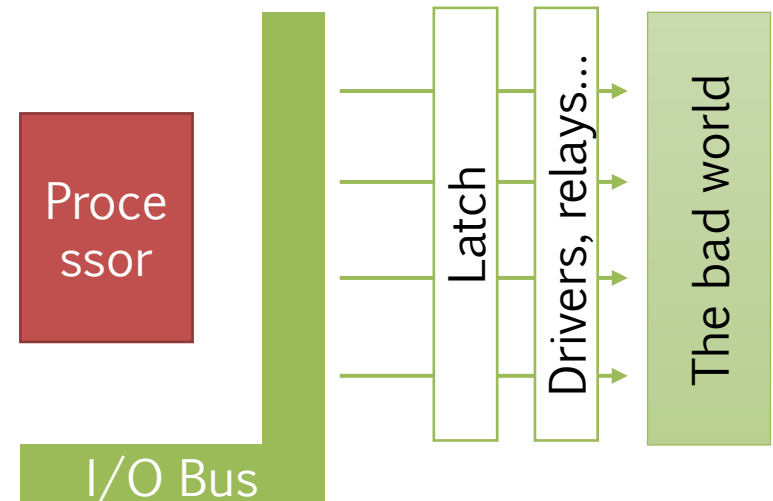 Proce
ssor
I/O Bus
Latch
Drivers, relays...
The bad world